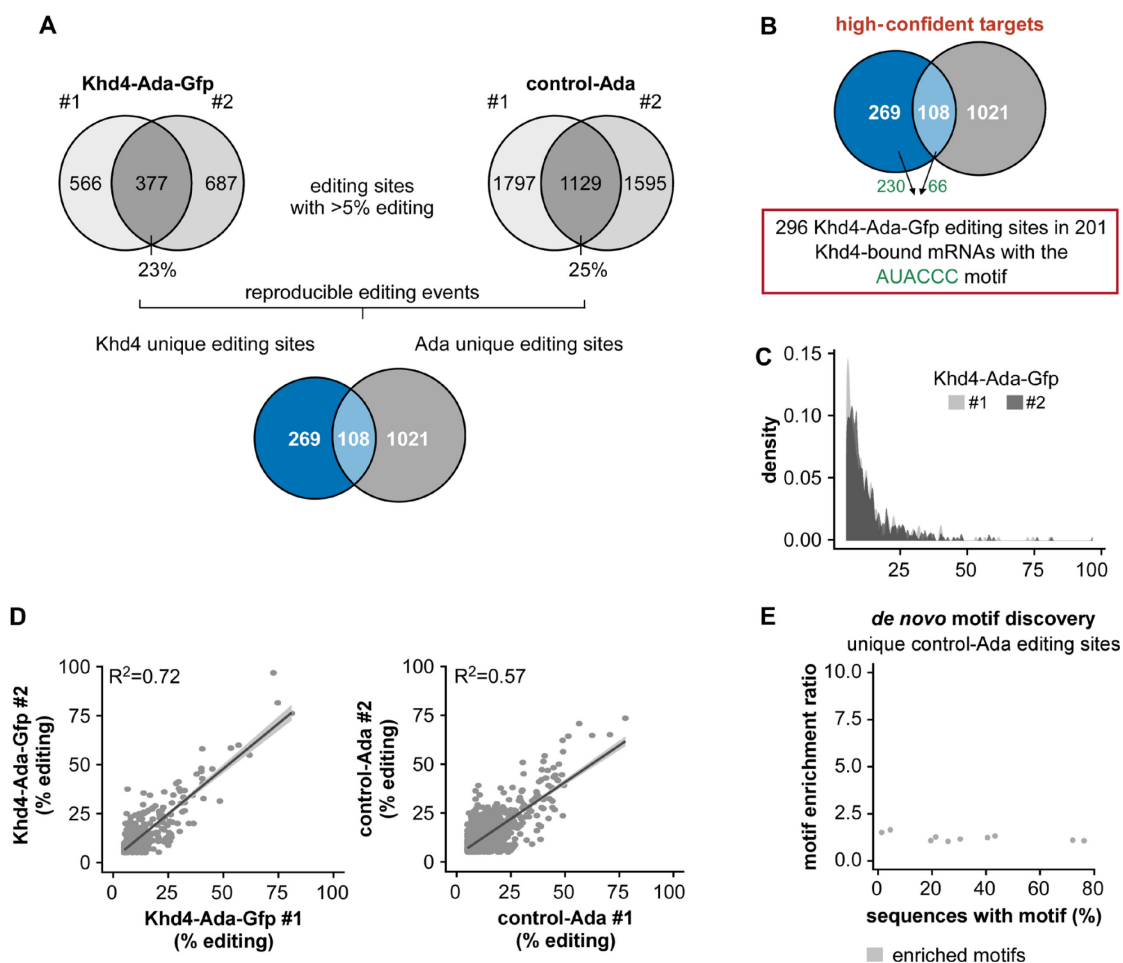 A
Khd4-Ada-Gfp
#1
#2
566
377
687
23%
editing sites
with >5% editing
control-Ada
#1
#2
1797
1129
1595
25%
reproducible editing events
Khd4 unique editing sites
Ada unique editing sites
269
108
1021
B
high-confident targets
269
108
1021
230
66
296 Khd4-Ada-Gfp editing sites in 201
Khd4-bound mRNAs with the
AUACCC motif
C
0.15
0.10
0.05
0.00
density
Khd4-Ada-Gfp
#1
#2
25
50
75
100
D
R²=0.72
100
75
50
25
0
Khd4-Ada-Gfp #2
(% editing)
0
25
50
75
100
Khd4-Ada-Gfp #1
(% editing)
R²=0.57
100
75
50
25
0
control-Ada #2
(% editing)
0
25
50
75
100
control-Ada #1
(% editing)
E
de novo motif discovery
unique control-Ada editing sites
10.0
7.5
5.0
2.5
0.0
motif enrichment ratio
0
20
40
60
80
sequences with motif (%)
enriched motifs